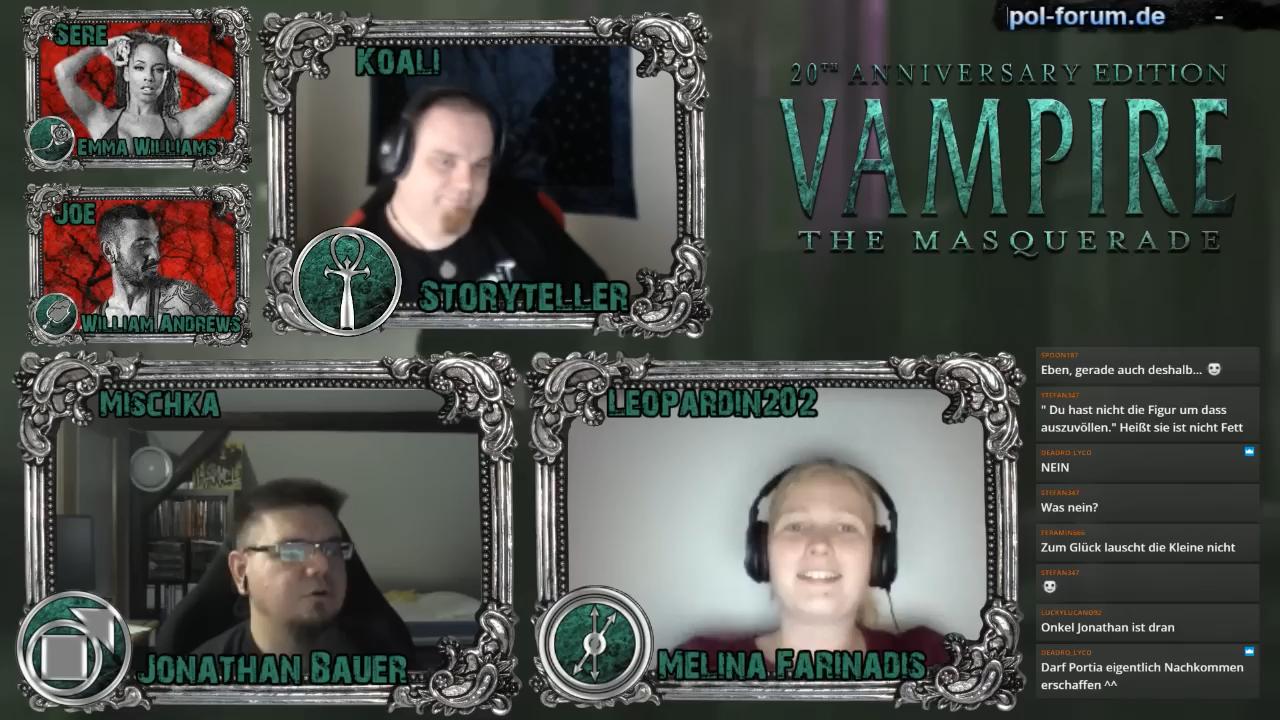 pol-forum.de -
SERE
EMMA WILLIAMS
KOALI
STORYTELLER
20TH ANNIVERSARY EDITION
VAMPIRE
THE MASQUERADE
JOE
WILLIAM ANDREWS
MISCHKA
JONATHAN BAUER
LEOPARDIN202
MELINA FARINADIS
SPOON187
Eben, gerade auch deshalb...
STEFAN347
" Du hast nicht die Figur um dass
auszuvöllen." Heißt sie ist nicht Fett
DEADRO_LYCO
NEIN
STEFAN347
Was nein?
FERAMIN666
Zum Glück lauscht die Kleine nicht
STEFAN347
LUCKYLUCANO92
Onkel Jonathan ist dran
DEADRO_LYCO
Darf Portia eigentlich Nachkommen
erschaffen ^^